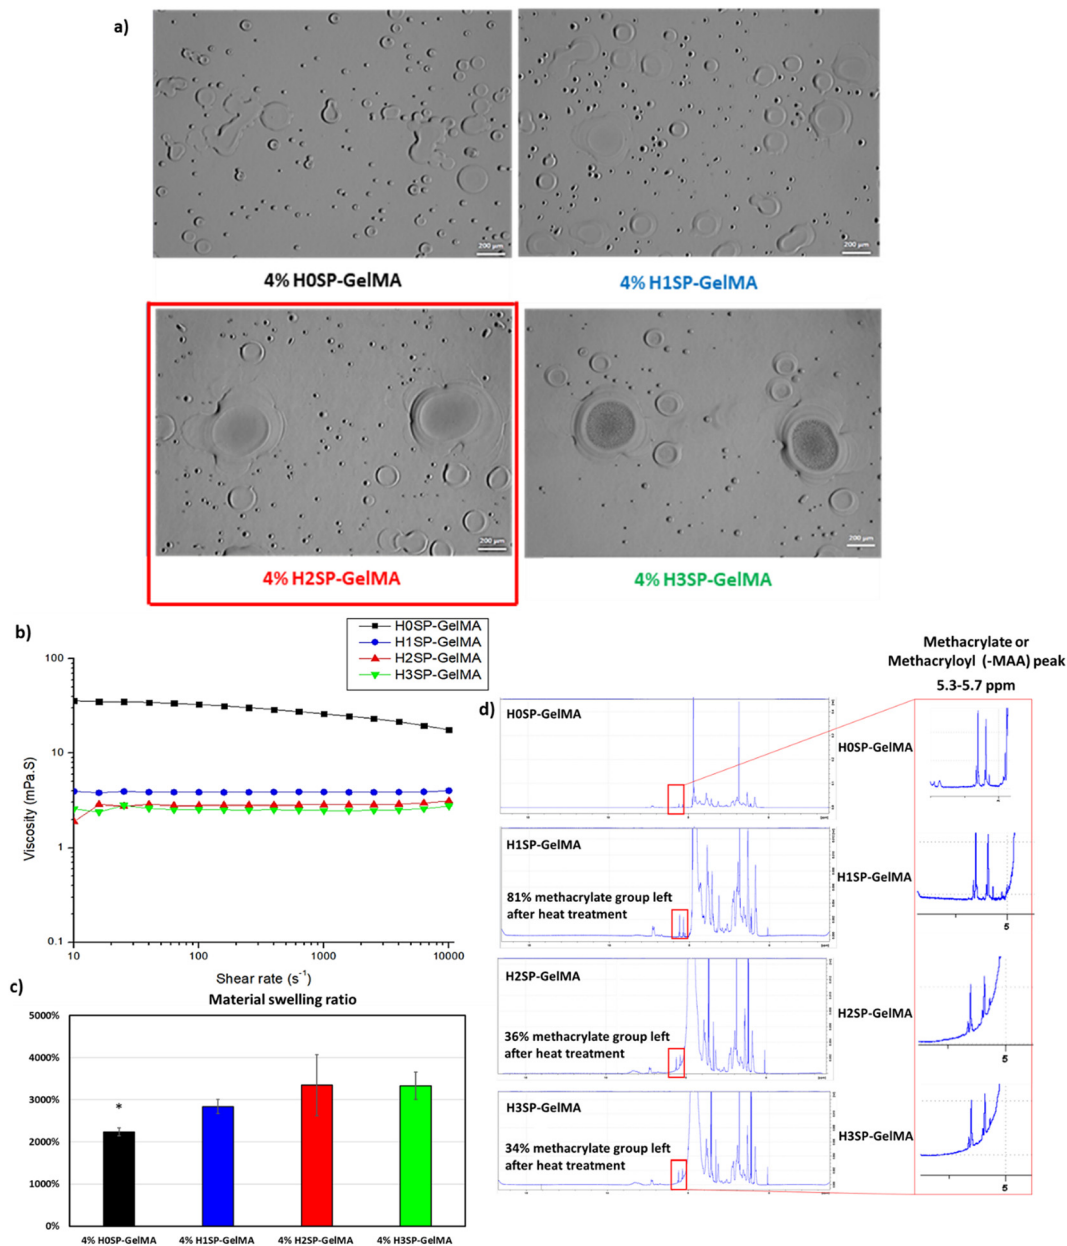 a)
200 µm
200 µm
4% H0SP-GelMA
4% H1SP-GelMA
200 µm
200 µm
4% H2SP-GelMA
4% H3SP-GelMA
b)
H0SP-GelMA
H1SP-GelMA
H2SP-GelMA
H3SP-GelMA
100
10
1
0.1
Viscosity (mPa.S)
10
100
1000
10000
Shear rate (s⁻¹)
c)
Material swelling ratio
5000%
4000%
3000%
2000%
1000%
0%
*
4% H0SP-GelMA
4% H1SP-GelMA
4% H2SP-GelMA
4% H3SP-GelMA
d)
Methacrylate or
Methacryloyl (-MAA) peak
5.3-5.7 ppm
H0SP-GelMA
H0SP-GelMA
H1SP-GelMA
81% methacrylate group left
after heat treatment
H1SP-GelMA
5
H2SP-GelMA
36% methacrylate group left
after heat treatment
H2SP-GelMA
5
H3SP-GelMA
34% methacrylate group left
after heat treatment
H3SP-GelMA
5